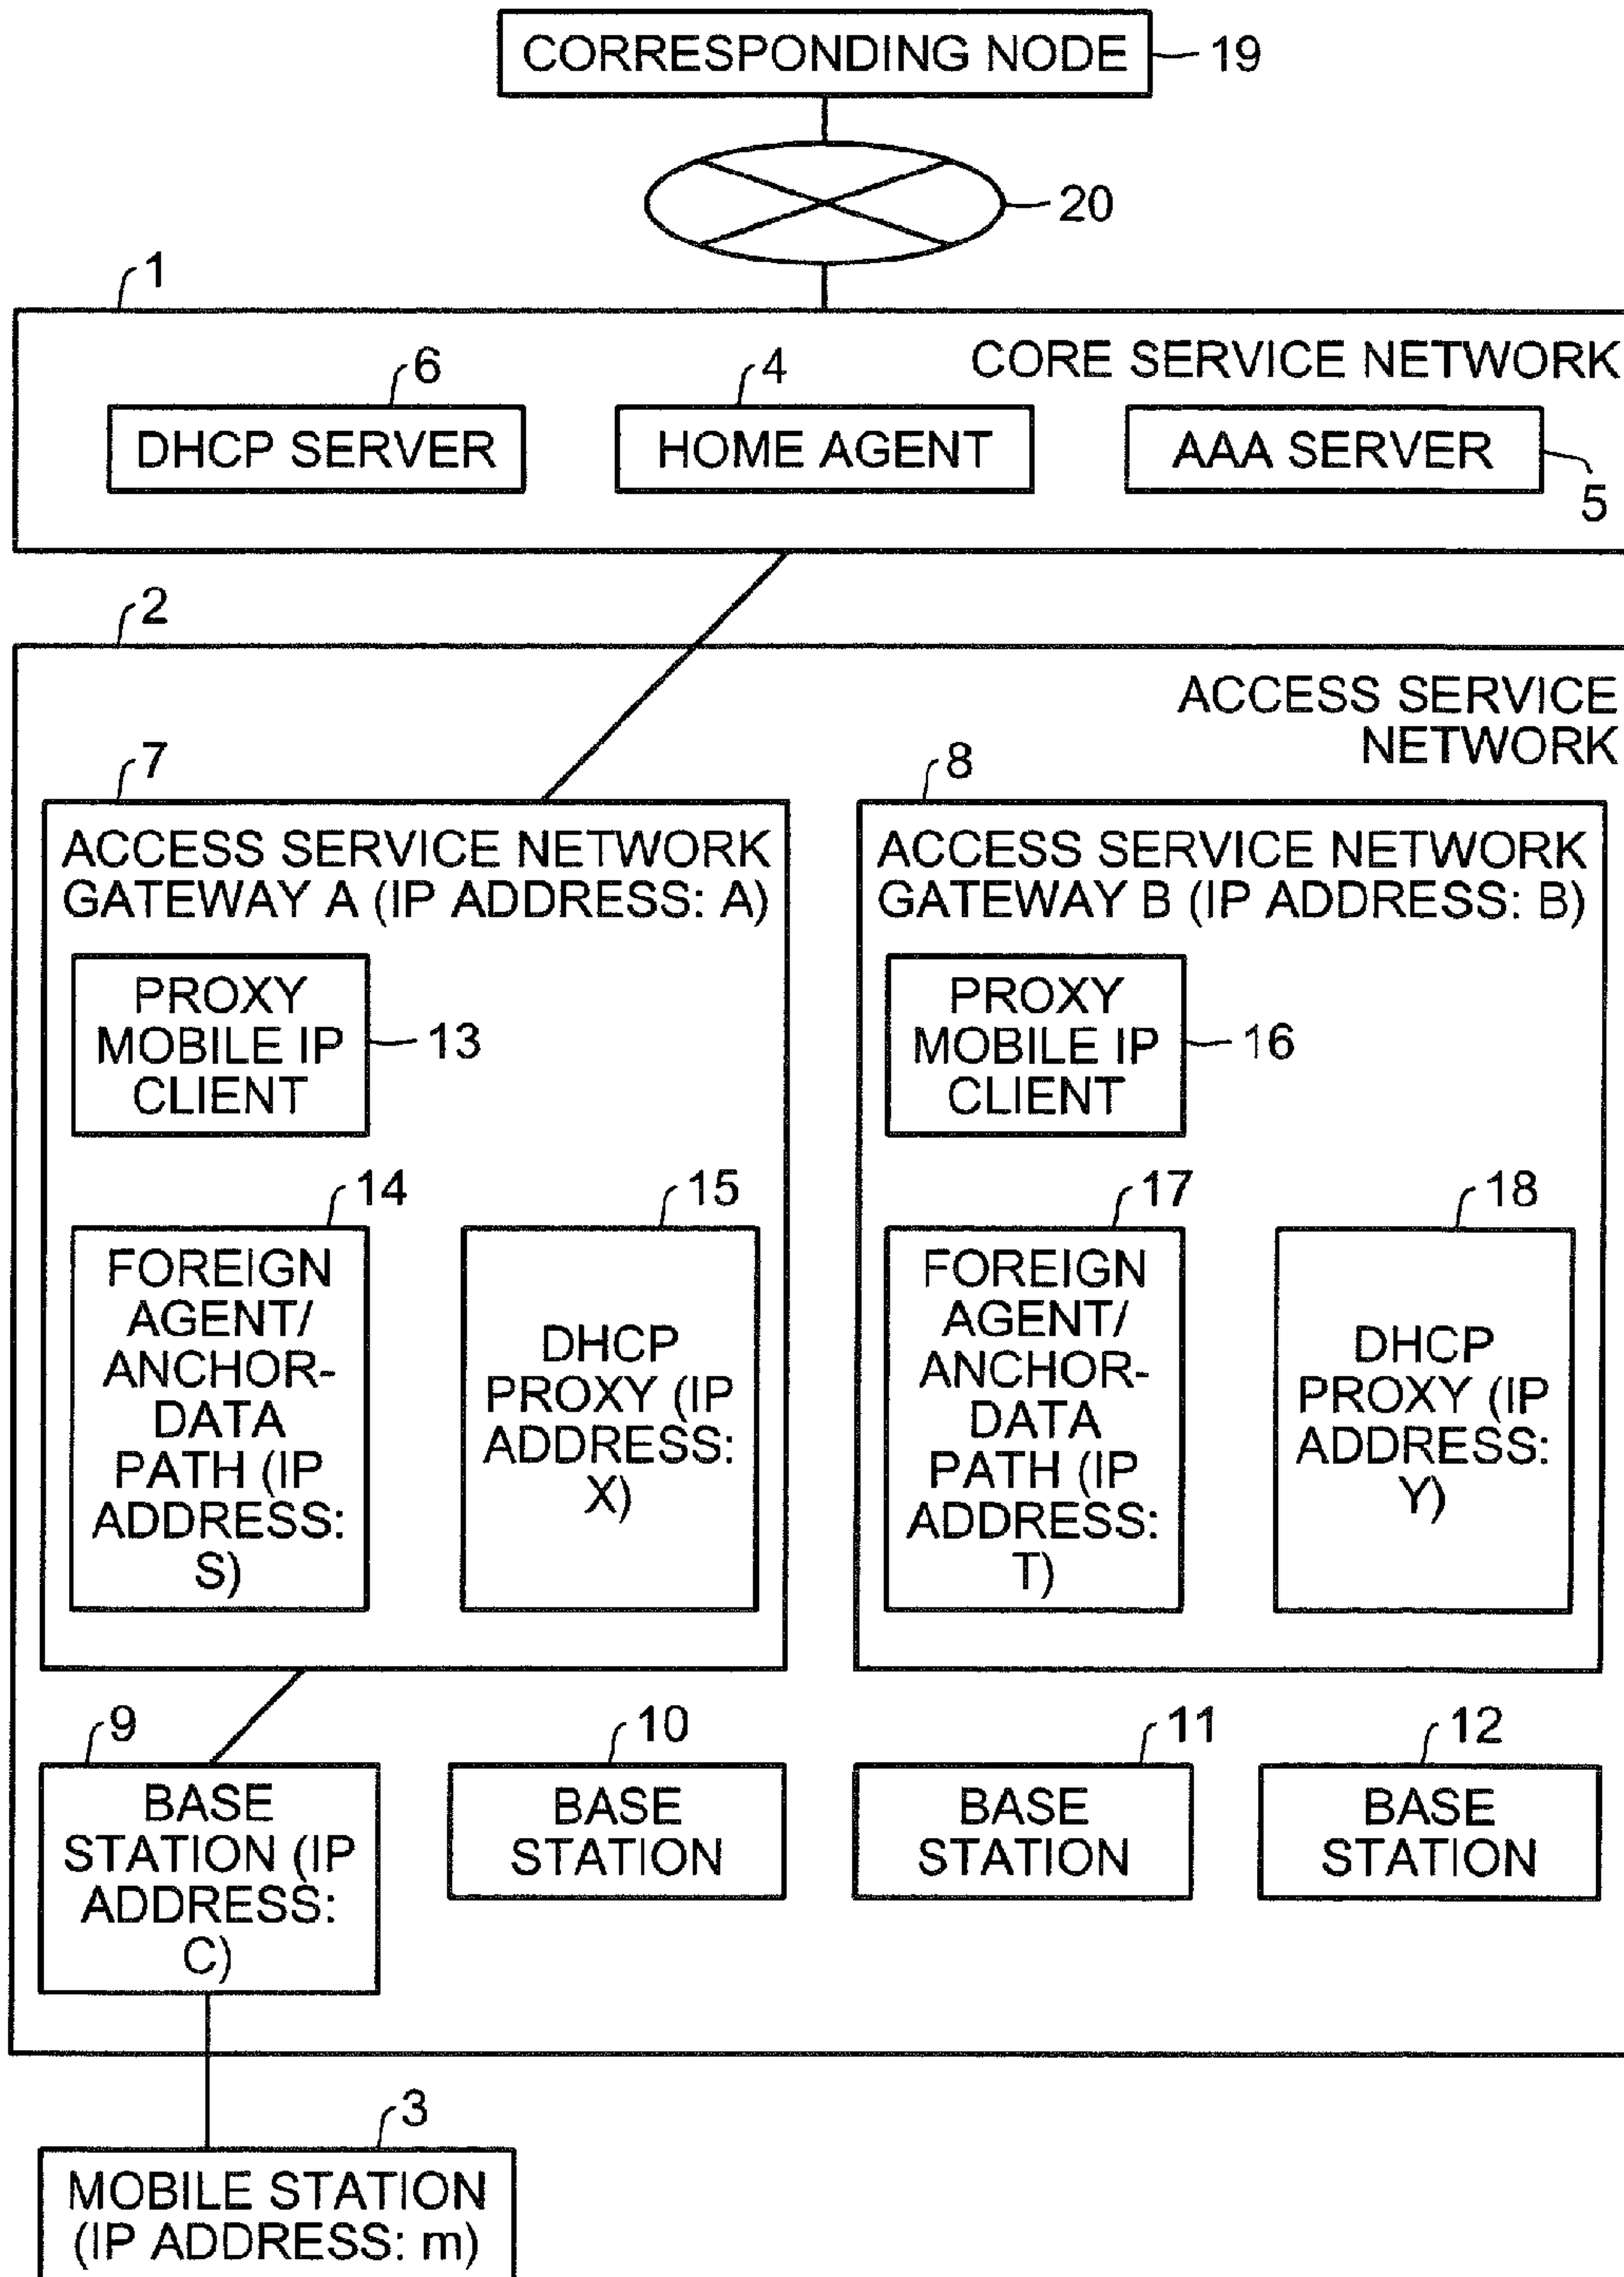 CORRESPONDING NODE
19
20
1
CORE SERVICE NETWORK
6
4
DHCP SERVER
HOME AGENT
AAA SERVER
5
2
ACCESS SERVICE
NETWORK
7
ACCESS SERVICE NETWORK
GATEWAY A (IP ADDRESS: A)
PROXY
MOBILE IP
CLIENT
13
14
FOREIGN
AGENT/
ANCHOR-
DATA
PATH (IP
ADDRESS:
S)
15
DHCP
PROXY (IP
ADDRESS:
X)
8
ACCESS SERVICE NETWORK
GATEWAY B (IP ADDRESS: B)
PROXY
MOBILE IP
CLIENT
16
17
FOREIGN
AGENT/
ANCHOR-
DATA
PATH (IP
ADDRESS:
T)
18
DHCP
PROXY (IP
ADDRESS:
Y)
9
BASE
STATION (IP
ADDRESS:
C)
10
BASE
STATION
11
BASE
STATION
12
BASE
STATION
3
MOBILE STATION
(IP ADDRESS: m)